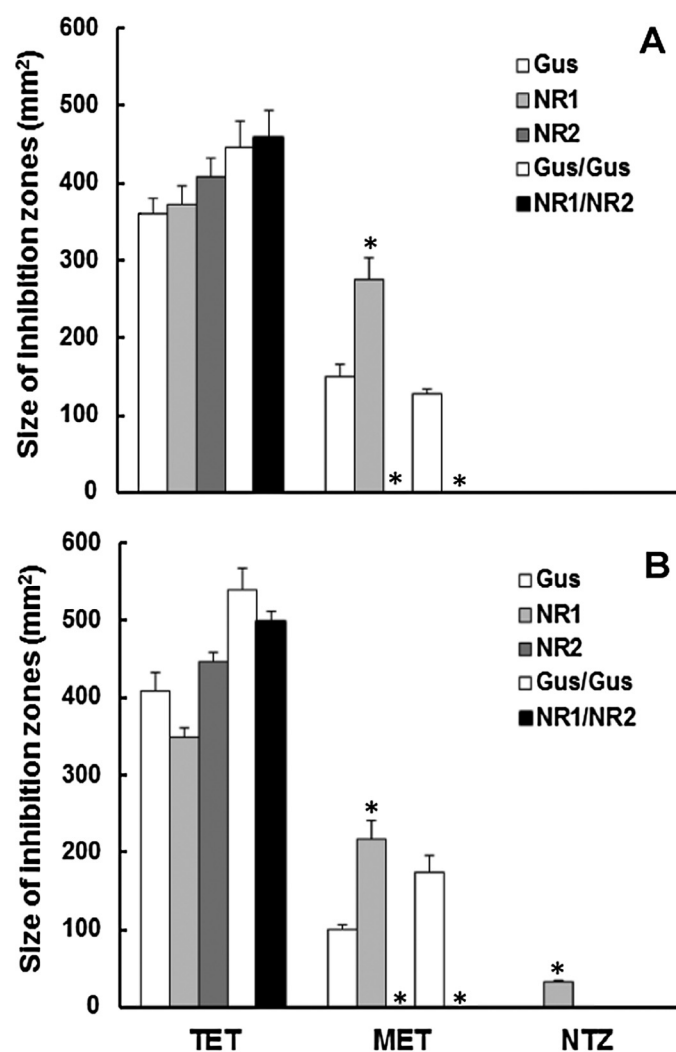 A
Size of inhibition zones (mm²)
600
500
400
300
200
100
0
Gus
NR1
NR2
Gus/Gus
NR1/NR2
*
*
*
B
Size of inhibition zones (mm²)
600
500
400
300
200
100
0
Gus
NR1
NR2
Gus/Gus
NR1/NR2
*
*
*
*
TET MET NTZ